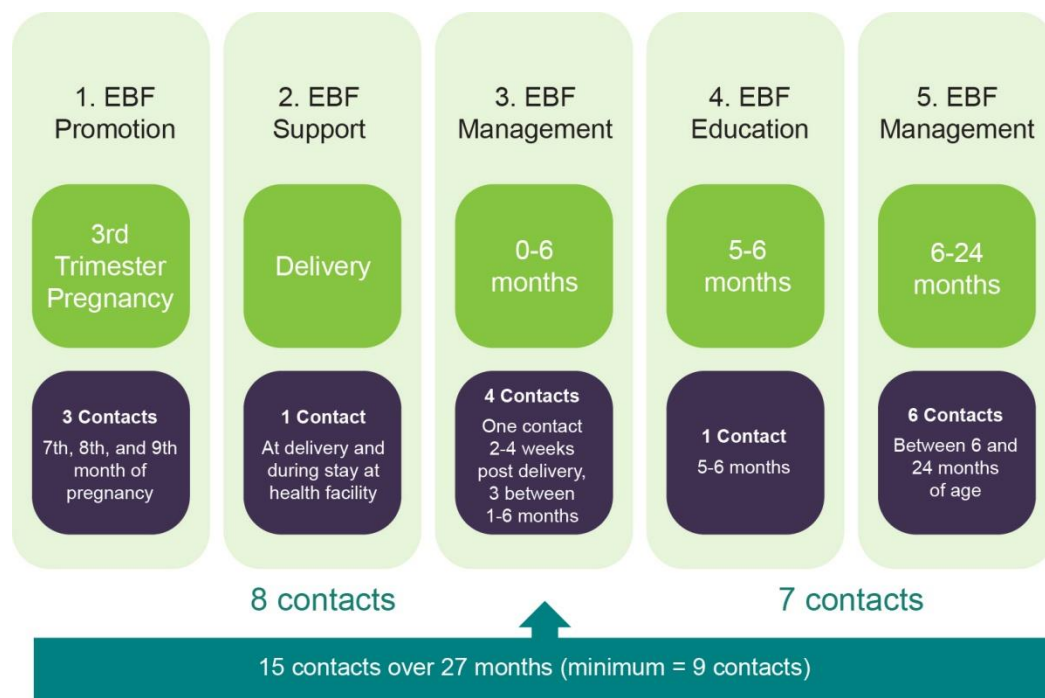 1. EBF
Promotion
3rd
Trimester
Pregnancy
3 Contacts
7th, 8th, and 9th
month of
pregnancy
2. EBF
Support
Delivery
1 Contact
At delivery and
during stay at
health facility
3. EBF
Management
0-6
months
4 Contacts
One contact
2-4 weeks
post delivery,
3 between
1-6 months
4. EBF
Education
5-6
months
1 Contact
5-6 months
5. EBF
Management
6-24
months
6 Contacts
Between 6 and
24 months
of age
8 contacts
7 contacts
15 contacts over 27 months (minimum = 9 contacts)